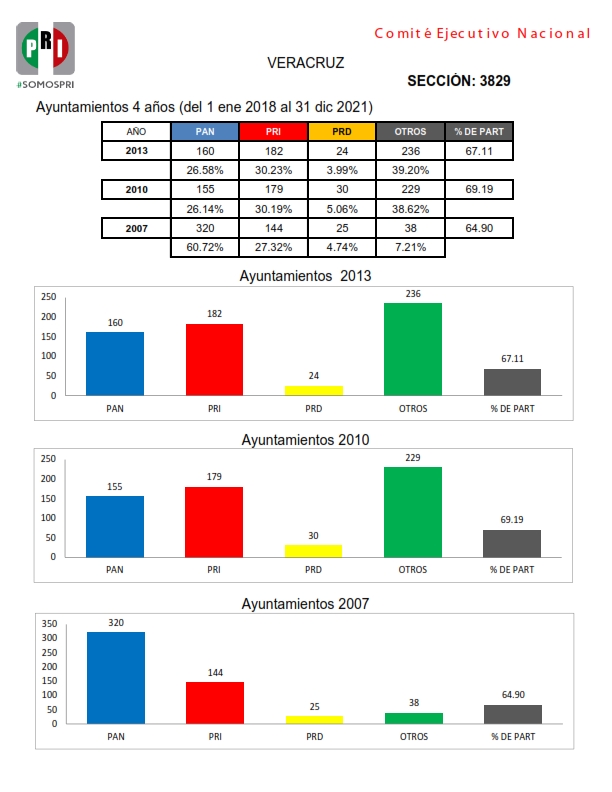 Comité Ejecutivo Nacional
PRI
#SOMOSPRI
VERACRUZ
SECCIÓN: 3829
Ayuntamientos 4 años (del 1 ene 2018 al 31 dic 2021)
AÑO PAN PRI PRD OTROS % DE PART
2013 160 182 24 236 67.11
26.58% 30.23% 3.99% 39.20%
2010 155 179 30 229 69.19
26.14% 30.19% 5.06% 38.62%
2007 320 144 25 38 64.90
60.72% 27.32% 4.74% 7.21%
Ayuntamientos 2013
250
200
150
100
50
0
160 182 24 236 67.11
PAN PRI PRD OTROS % DE PART
Ayuntamientos 2010
250
200
150
100
50
0
155 179 30 229 69.19
PAN PRI PRD OTROS % DE PART
Ayuntamientos 2007
350
300
250
200
150
100
50
0
320 144 25 38 64.90
PAN PRI PRD OTROS % DE PART